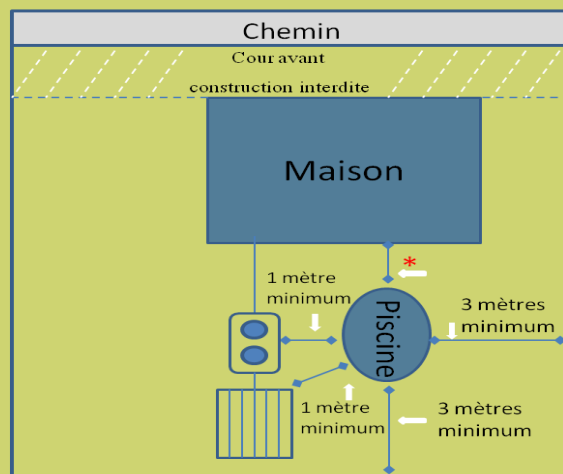 Chemin
Cour avant
construction interdite
Maison
*
1 mètre
minimum
3 mètres
minimum
Piscine
1 mètre
minimum
3 mètres
minimum